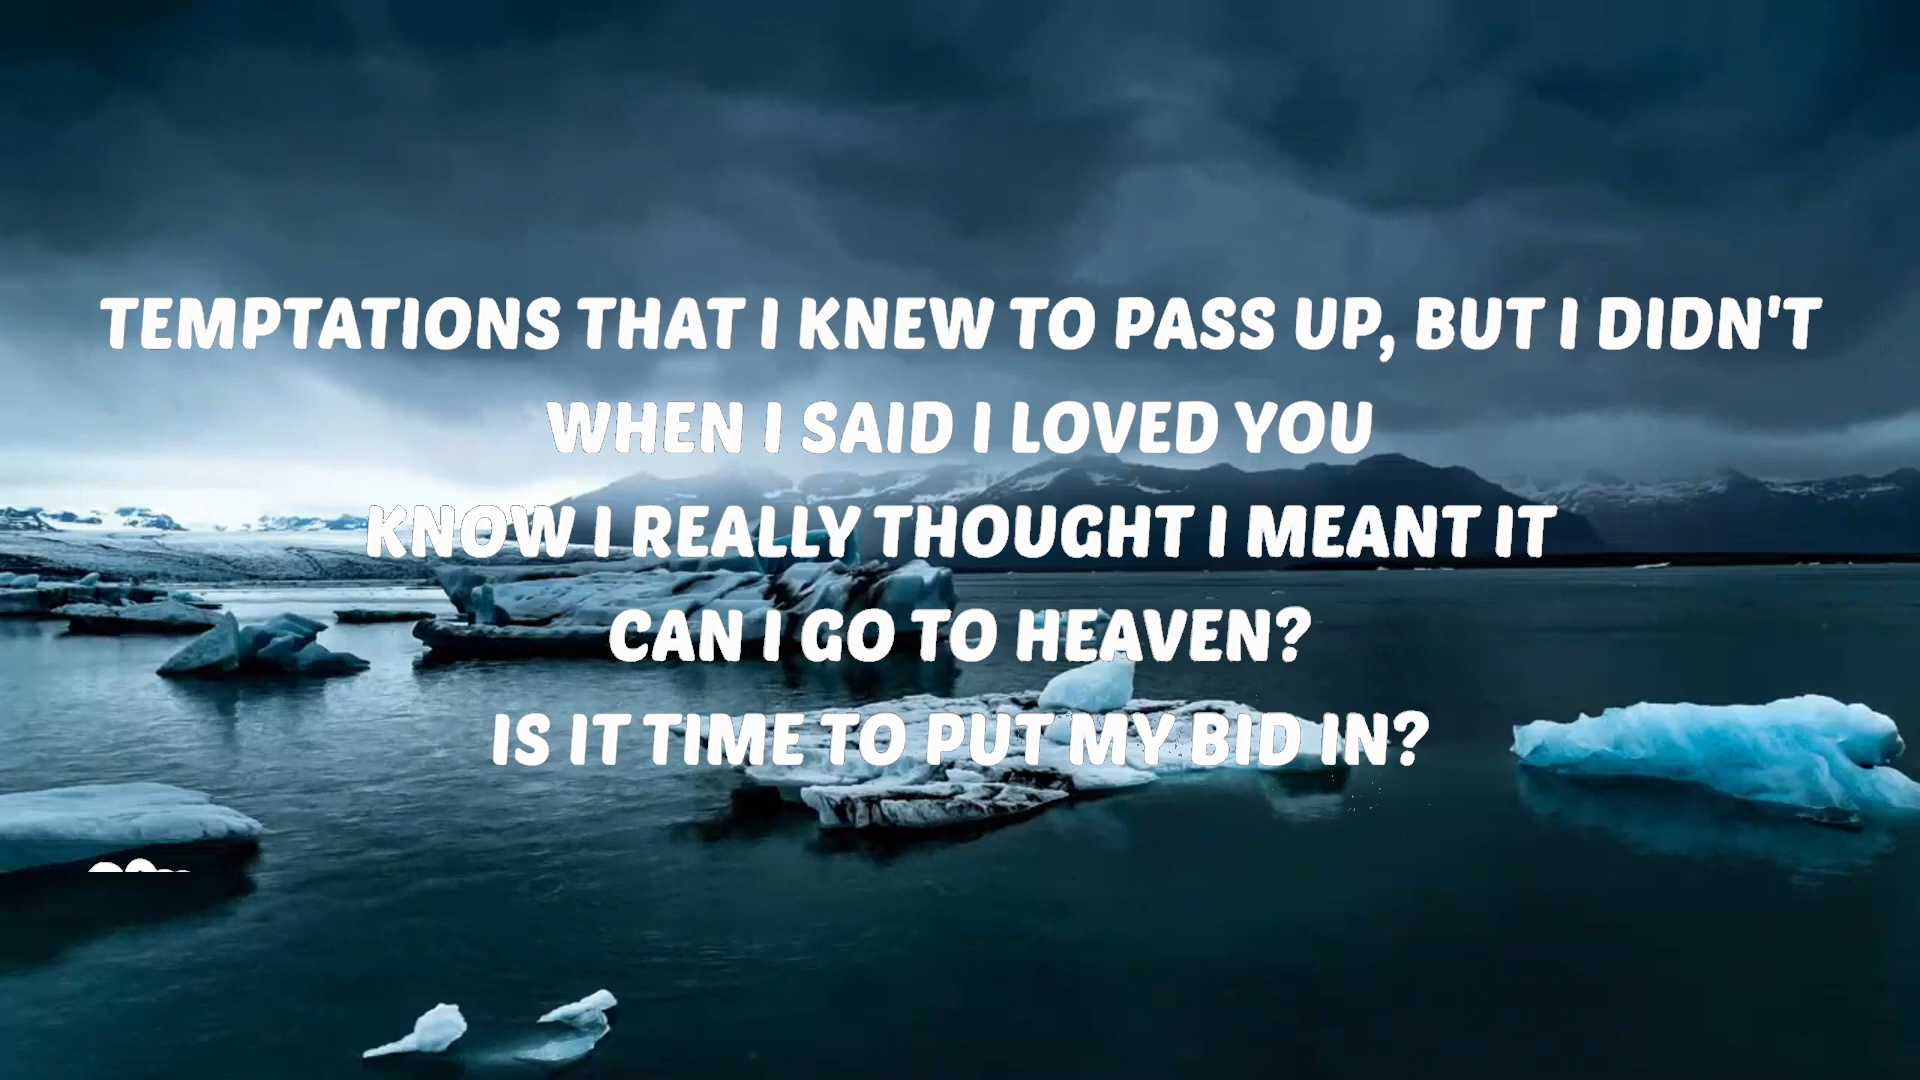 TEMPTATIONS THAT I KNEW TO PASS UP, BUT I DIDN'T
WHEN I SAID I LOVED YOU
KNOW I REALLY THOUGHT I MEANT IT
CAN I GO TO HEAVEN?
IS IT TIME TO PUT MY BID IN?